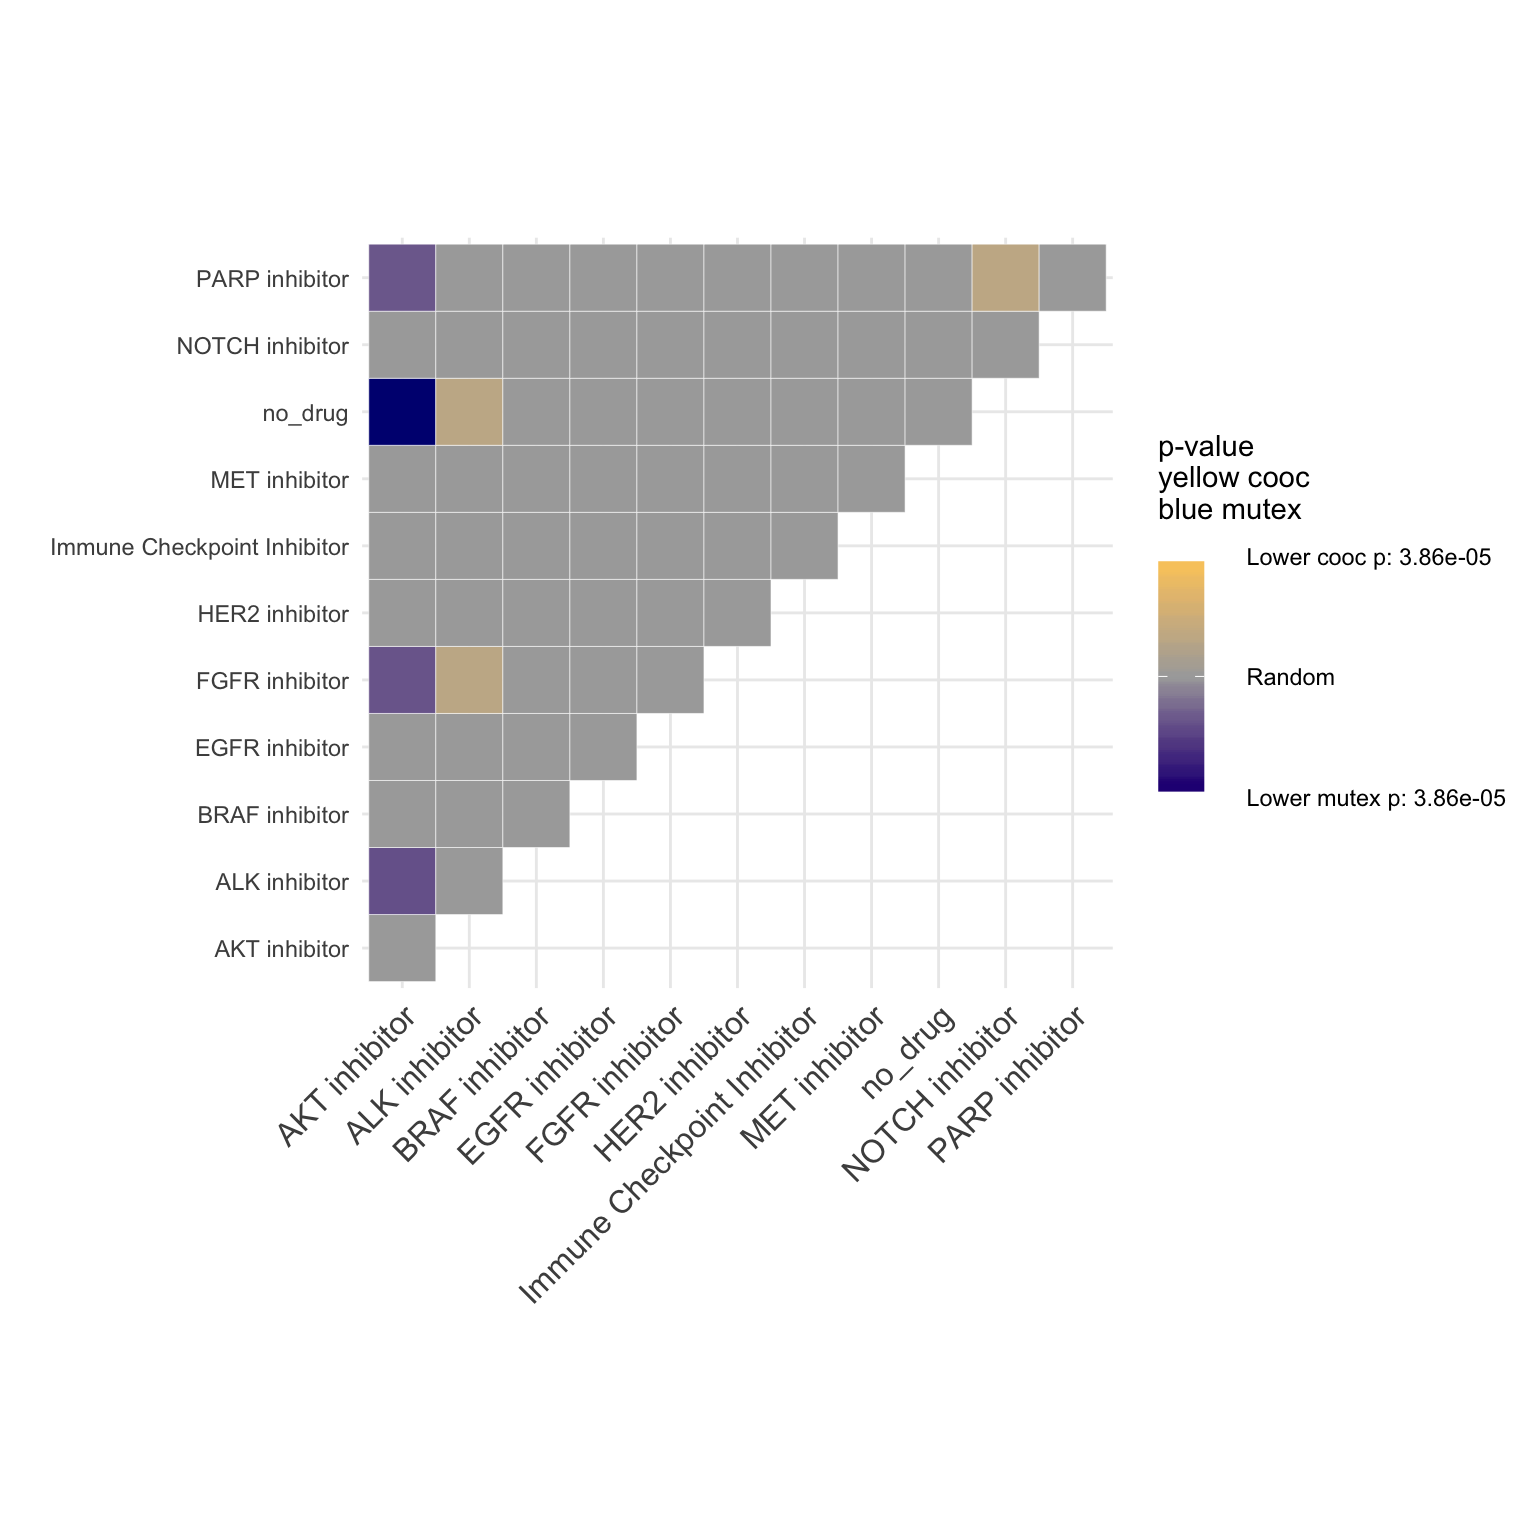 PARP inhibitor
NOTCH inhibitor
no_drug
MET inhibitor
Immune Checkpoint Inhibitor
HER2 inhibitor
FGFR inhibitor
EGFR inhibitor
BRAF inhibitor
ALK inhibitor
AKT inhibitor
AKT inhibitor
ALK inhibitor
BRAF inhibitor
EGFR inhibitor
FGFR inhibitor
HER2 inhibitor
Immune Checkpoint Inhibitor
MET inhibitor
no_drug
NOTCH inhibitor
PARP inhibitor
p-value
yellow cooc
blue mutex
Lower cooc p: 3.86e-05
Random
Lower mutex p: 3.86e-05